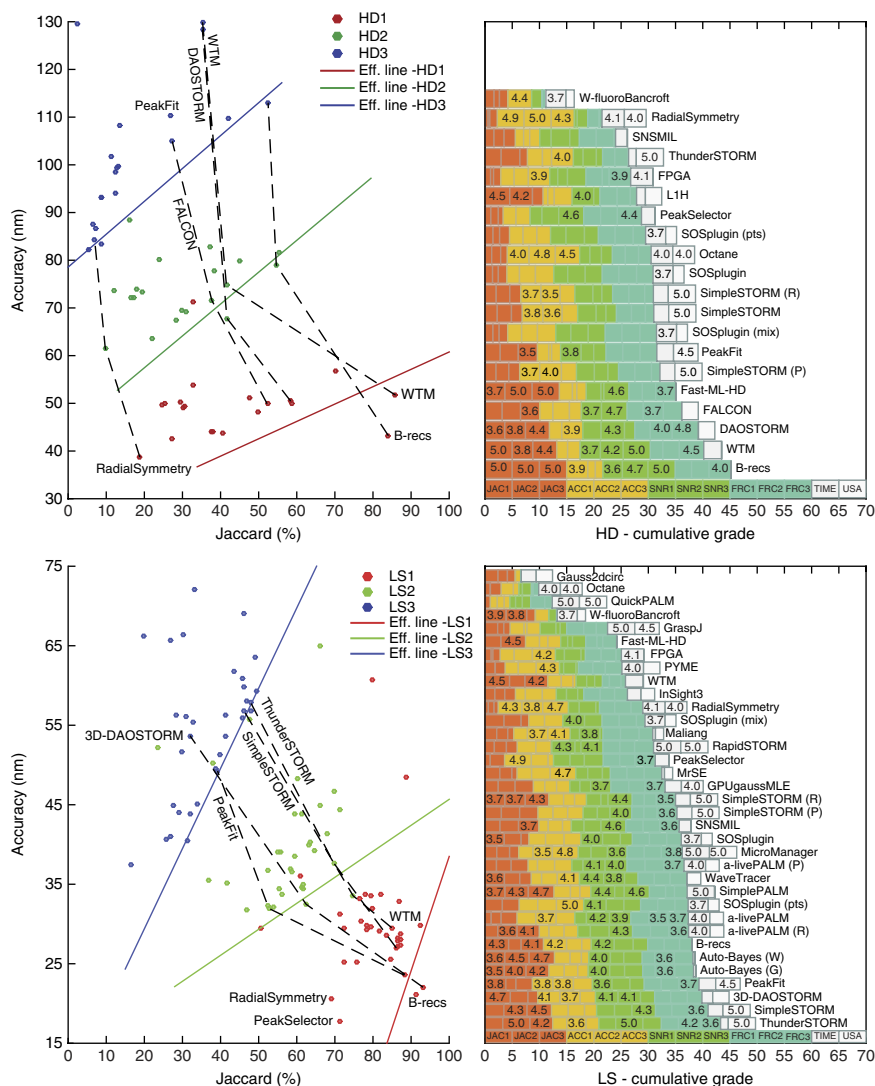 130
120
110
100
90
80
70
60
50
40
30
0 10 20 30 40 50 60 70 80 90 100
Accuracy (nm)
Jaccard (%)
HD1
HD2
HD3
Eff. line -HD1
Eff. line -HD2
Eff. line -HD3
WTM
DAOSTORM
PeakFit
FALCON
WTM
B-recs
RadialSymmetry
4.4 3.7 W-fluoroBancroft
4.9 5.0 4.3 4.1 4.0 RadialSymmetry
SNSMIL
4.0 5.0 ThunderSTORM
3.9 3.9 4.1 FPGA
4.5 4.2 4.0 L1H
4.6 4.4 PeakSelector
3.7 SOSplugin (pts)
4.0 4.8 4.5 4.0 4.0 Octane
3.7 SOSplugin
3.7 3.5 5.0 SimpleSTORM (R)
3.8 3.6 5.0 SimpleSTORM
3.7 SOSplugin (mix)
3.5 3.8 4.5 PeakFit
3.7 4.0 5.0 SimpleSTORM (P)
3.7 5.0 5.0 4.6 3.7 Fast-ML-HD
3.6 3.7 4.7 3.7 FALCON
3.6 3.8 4.4 3.9 4.3 4.0 4.8 DAOSTORM
5.0 3.8 4.4 3.7 4.2 5.0 4.5 WTM
5.0 5.0 5.0 3.9 3.6 4.7 5.0 4.0 B-recs
JAC1 JAC2 JAC3 ACC1 ACC2 ACC3 SNR1 SNR2 SNR3 FRC1 FRC2 FRC3 TIME USA
0 5 10 15 20 25 30 35 40 45 50 55 60 65 70
HD - cumulative grade
75
65
55
45
35
25
15
0 10 20 30 40 50 60 70 80 90 100
Accuracy (nm)
Jaccard (%)
LS1
LS2
LS3
Eff. line -LS1
Eff. line -LS2
Eff. line -LS3
3D-DAOSTORM
ThunderSTORM
SimpleSTORM
PeakFit
WTM
B-recs
RadialSymmetry
PeakSelector
Gauss2dcirc
4.0 4.0 Octane
5.0 5.0 QuickPALM
3.9 3.8 3.7 W-fluoroBancroft
5.0 4.5 GraspJ
4.5 Fast-ML-HD
4.2 4.1 FPGA
4.3 4.0 PYME
4.5 4.2 WTM
InSight3
4.3 3.8 4.7 4.1 4.0 RadialSymmetry
4.0 3.7 SOSplugin (mix)
3.7 4.1 3.8 Maliang
4.3 4.1 5.0 5.0 RapidSTORM
4.9 3.7 PeakSelector
4.7 MrSE
3.7 3.7 4.0 GPUgaussMLE
3.7 3.7 4.3 4.4 3.5 5.0 SimpleSTORM (R)
4.0 3.6 5.0 SimpleSTORM (P)
3.7 4.6 3.6 SNSMIL
3.5 4.0 3.7 SOSplugin
3.5 4.8 3.6 3.8 5.0 5.0 MicroManager
4.1 4.0 3.7 4.0 a-livePALM (P)
3.6 4.1 4.4 3.8 WaveTracer
3.7 4.3 4.7 4.4 4.6 5.0 SimplePALM
5.0 4.1 3.7 SOSplugin (pts)
3.7 4.2 3.9 3.5 3.7 4.0 a-livePALM
3.6 4.1 4.3 3.6 4.0 a-livePALM (R)
4.3 4.1 4.2 4.2 B-recs
3.6 4.5 4.7 4.0 3.6 Auto-Bayes (W)
3.5 4.0 4.2 4.0 3.6 Auto-Bayes (G)
3.8 3.8 3.8 3.6 3.7 4.5 PeakFit
4.7 4.1 3.7 4.1 4.1 3D-DAOSTORM
4.3 4.5 4.3 3.6 4.1 SimpleSTORM
5.0 4.2 3.6 5.0 4.2 3.6 4.5 ThunderSTORM
JAC1 JAC2 JAC3 ACC1 ACC2 ACC3 SNR1 SNR2 SNR3 FRC1 FRC2 FRC3 TIME USA
0 5 10 15 20 25 30 35 40 45 50 55 60 65 70
LS - cumulative grade